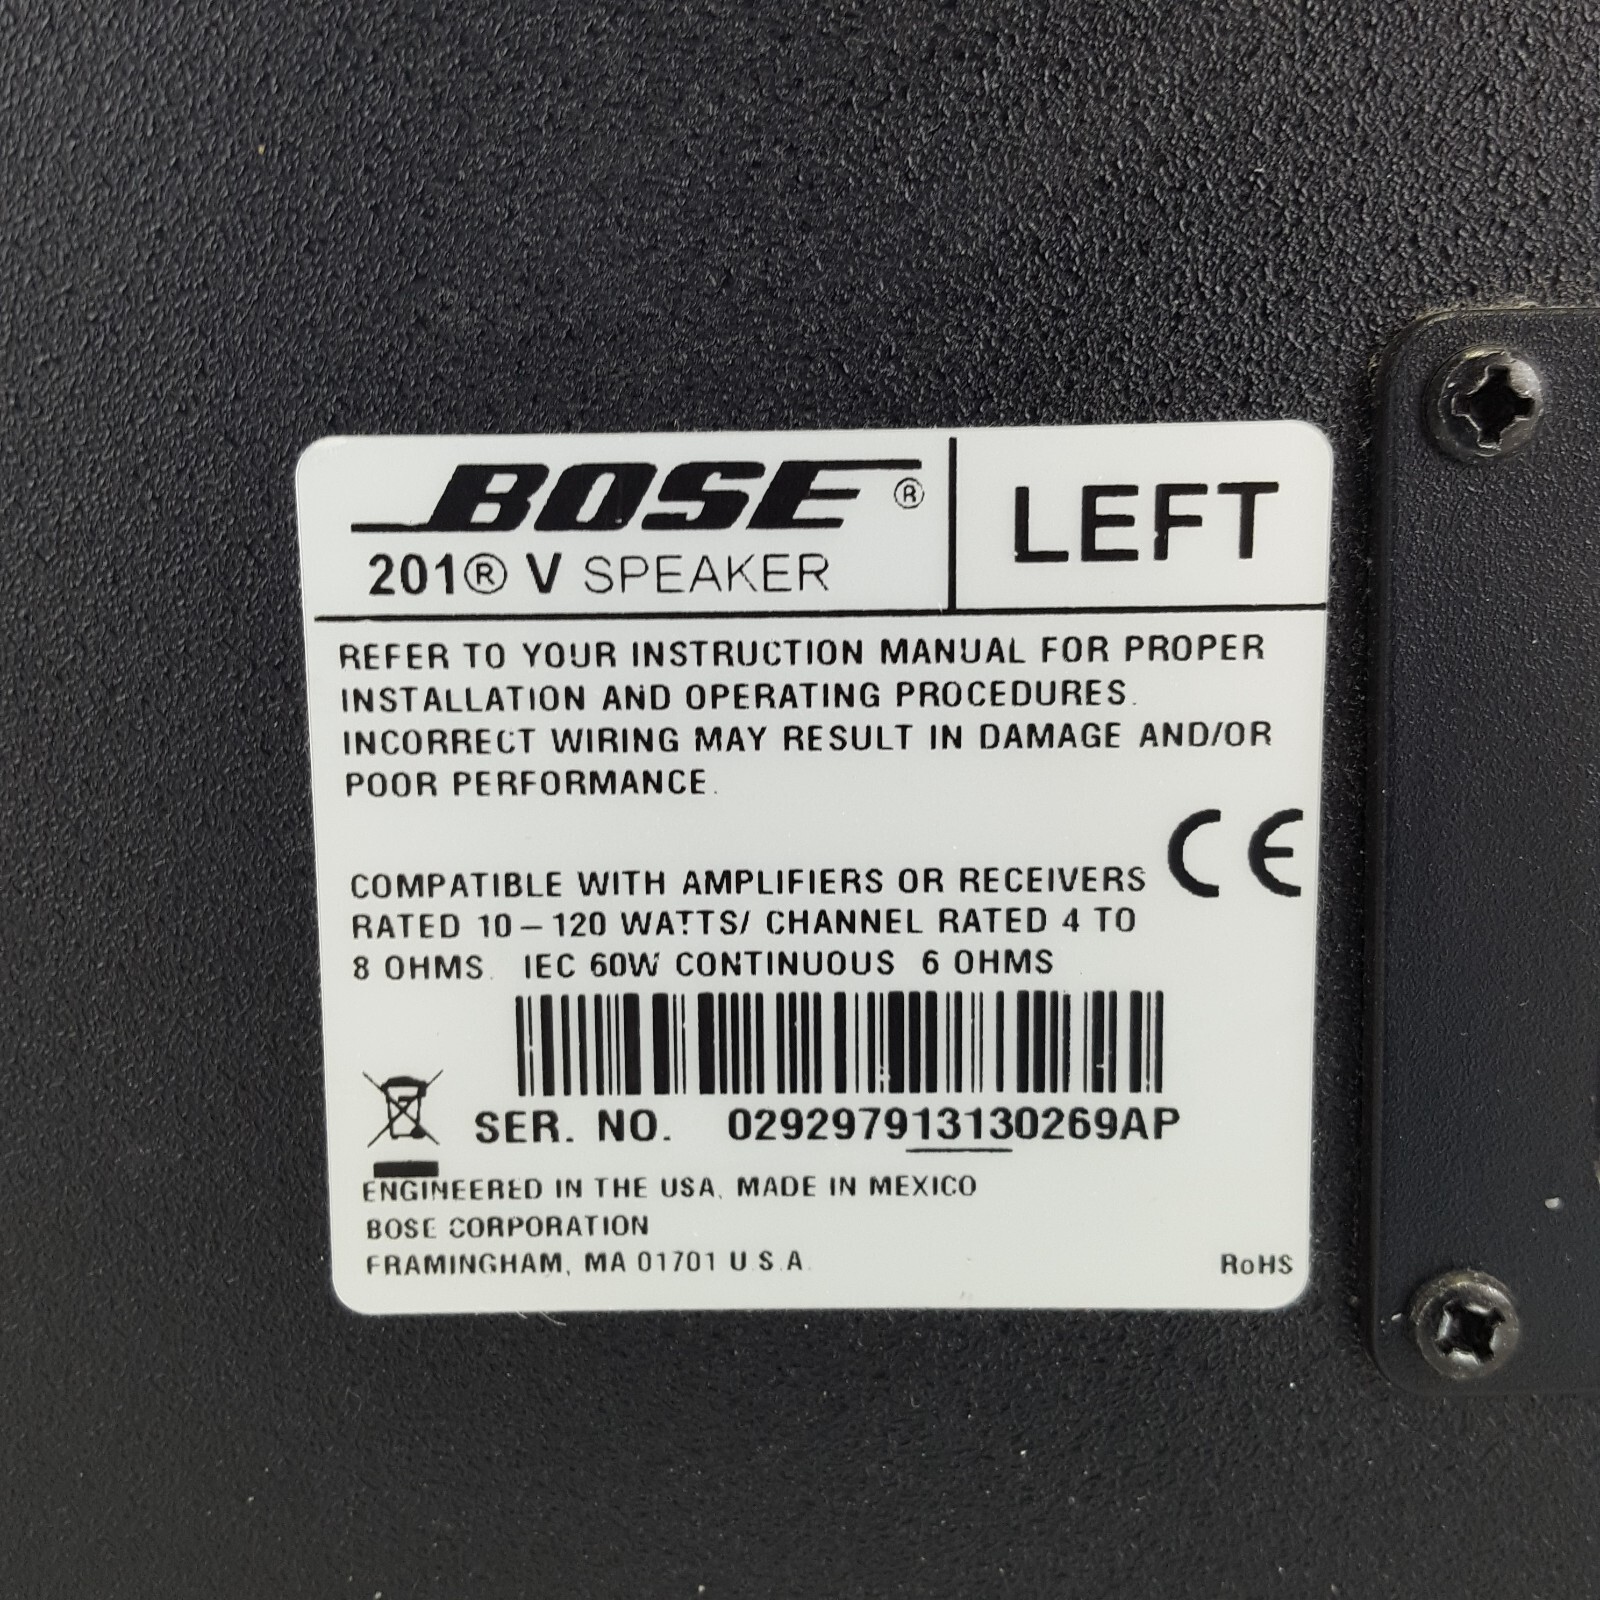 BOSE®
LEFT
201® V SPEAKER
REFER TO YOUR INSTRUCTION MANUAL FOR PROPER
INSTALLATION AND OPERATING PROCEDURES.
INCORRECT WIRING MAY RESULT IN DAMAGE AND/OR
POOR PERFORMANCE.
CE
COMPATIBLE WITH AMPLIFIERS OR RECEIVERS
RATED 10 – 120 WATTS/ CHANNEL RATED 4 TO
8 OHMS. IEC 60W CONTINUOUS 6 OHMS
SER. NO. 029297913130269AP
ENGINEERED IN THE USA, MADE IN MEXICO
BOSE CORPORATION
FRAMINGHAM, MA 01701 U.S.A.
RoHS